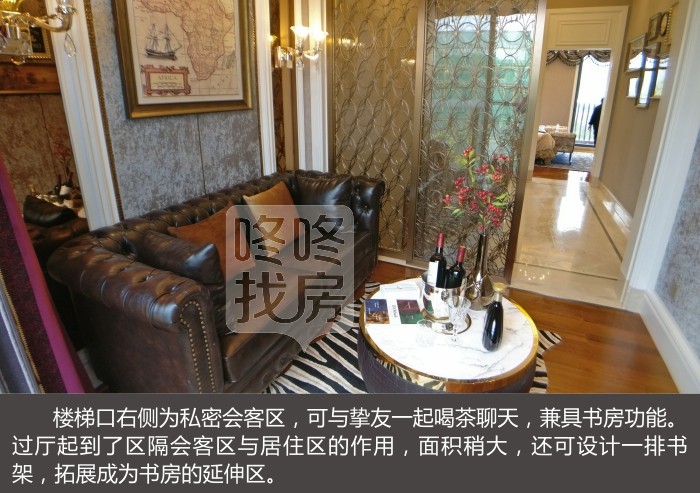 AFRICA
咚咚
找房
楼梯口右侧为私密会客区，可与挚友一起喝茶聊天，兼具书房功能。
过厅起到了区隔会客区与居住区的作用，面积稍大，还可设计一排书
架，拓展成为书房的延伸区。